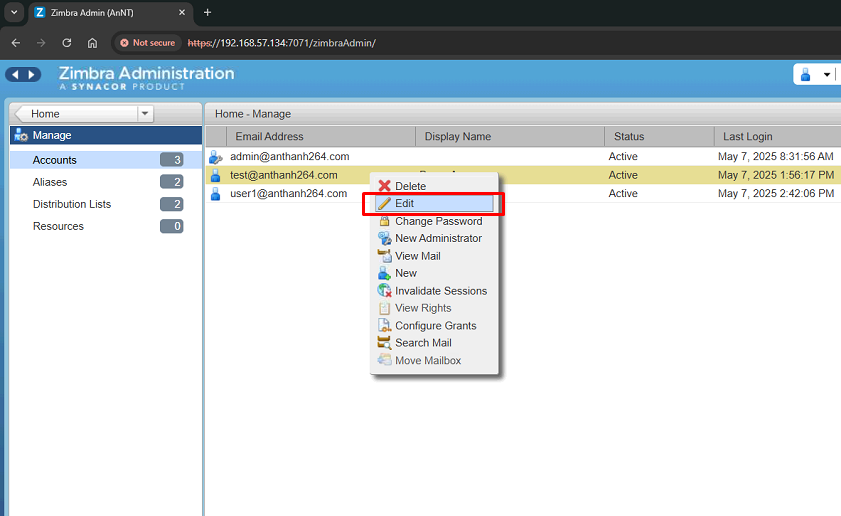 Zimbra Admin (AnNT)
Not secure https://192.168.57.134:7071/zimbraAdmin/
Zimbra Administration
A SYNACOR PRODUCT
Home
Home - Manage
Manage
Email Address Display Name Status Last Login
Accounts 3
Aliases 2
Distribution Lists 2
Resources 0
admin@anthanh264.com Active May 7, 2025 8:31:56 AM
test@anthanh264.com Active May 7, 2025 1:56:17 PM
user1@anthanh264.com Active May 7, 2025 2:42:06 PM
Delete
Edit
Change Password
New Administrator
View Mail
New
Invalidate Sessions
View Rights
Configure Grants
Search Mail
Move Mailbox